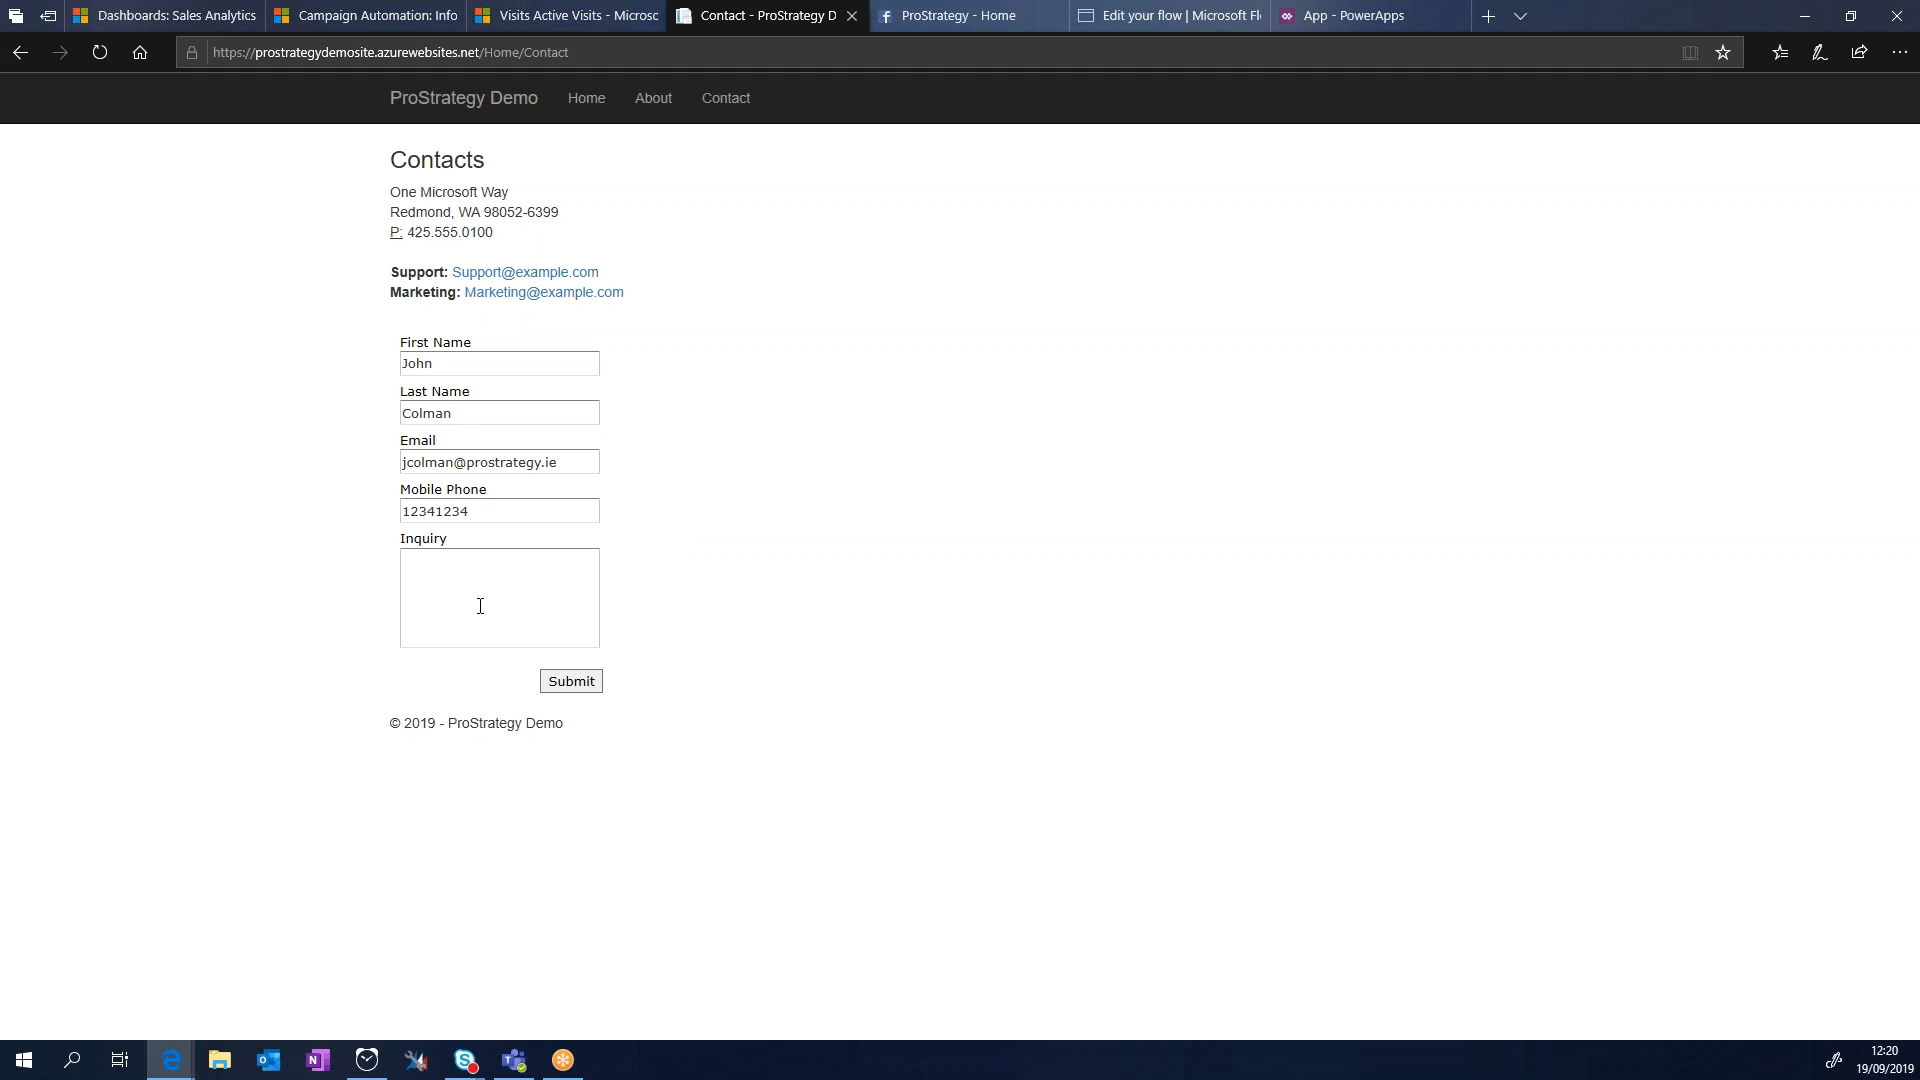 Dashboards: Sales Analytics
Campaign Automation: Info
Visits Active Visits - Microsc
Contact - ProStrategy D
ProStrategy - Home
Edit your flow | Microsoft Fl
App - PowerApps
https://prostrategydemosite.azurewebsites.net/Home/Contact
ProStrategy Demo Home About Contact
Contacts
One Microsoft Way
Redmond, WA 98052-6399
P: 425.555.0100
Support: Support@example.com
Marketing: Marketing@example.com
First Name
John
Last Name
Colman
Email
jcolman@prostrategy.ie
Mobile Phone
12341234
Inquiry
Submit
© 2019 - ProStrategy Demo
12:20
19/09/2019